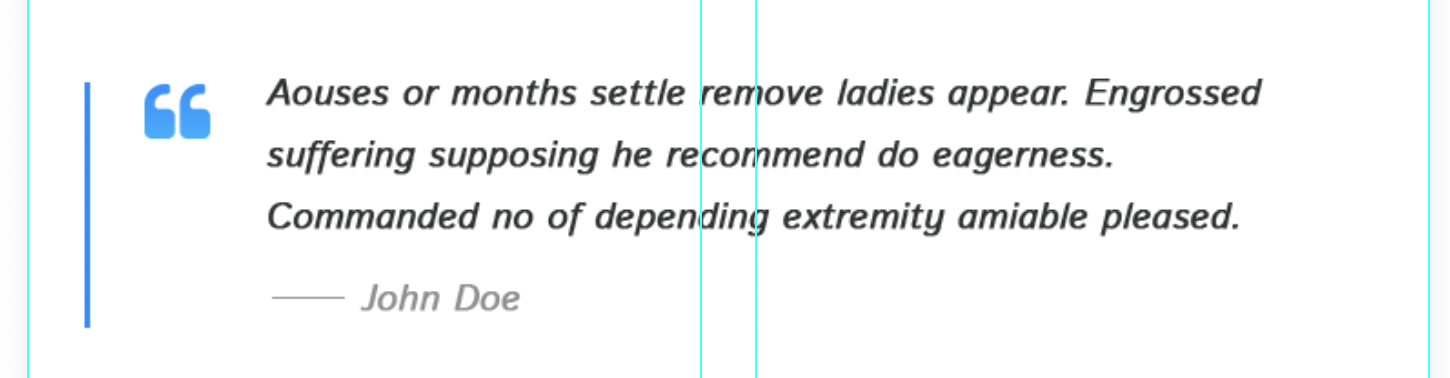 Aouses or months settle remove ladies appear. Engrossed
suffering supposing he recommend do eagerness.
Commanded no of depending extremity amiable pleased.
—— John Doe